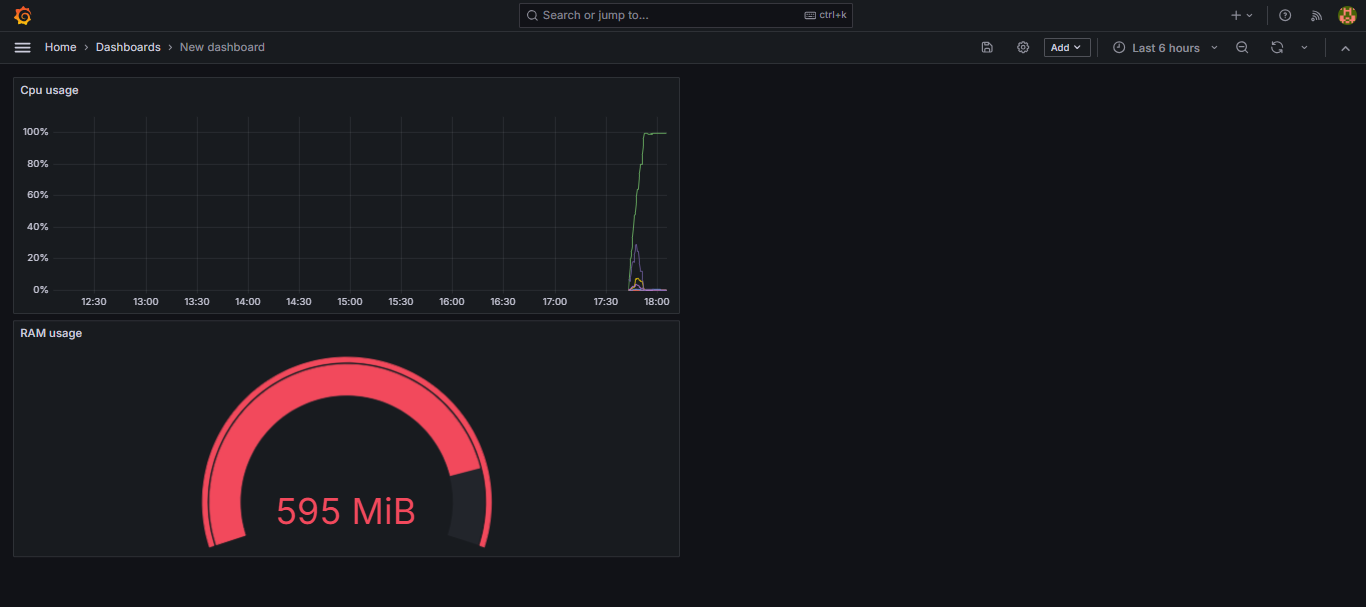 Search or jump to... ctrl+k
Home › Dashboards › New dashboard Add Last 6 hours
Cpu usage
100%
80%
60%
40%
20%
0%
12:30 13:00 13:30 14:00 14:30 15:00 15:30 16:00 16:30 17:00 17:30 18:00
RAM usage
595 MiB